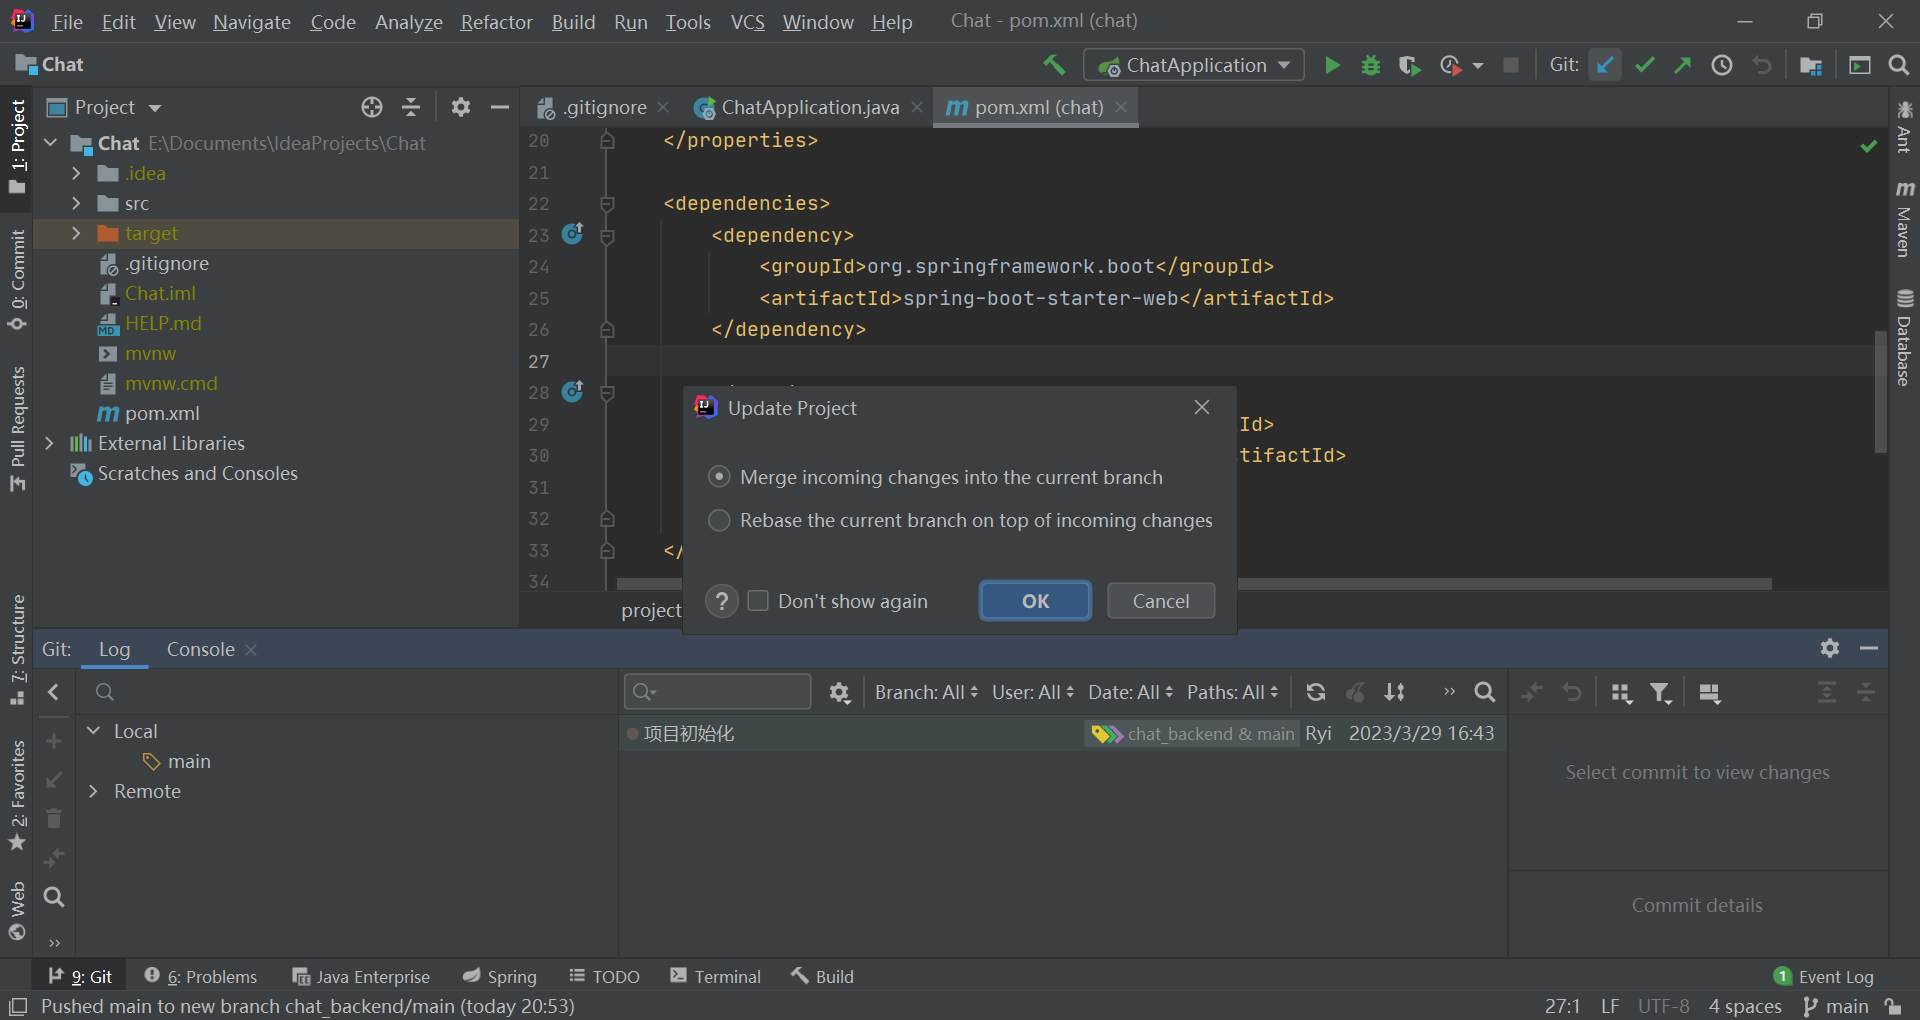 File Edit View Navigate Code Analyze Refactor Build Run Tools VCS Window Help Chat - pom.xml (chat)
Chat ChatApplication Git:
1: Project
0: Commit
Pull Requests
7: Structure
2: Favorites
Web
Project
Chat E:\Documents\IdeaProjects\Chat
.idea
src
target
.gitignore
Chat.iml
HELP.md
mvnw
mvnw.cmd
pom.xml
External Libraries
Scratches and Consoles
.gitignore ChatApplication.java pom.xml (chat)
20 </properties>
21
22 <dependencies>
23 <dependency>
24 <groupId>org.springframework.boot</groupId>
25 <artifactId>spring-boot-starter-web</artifactId>
26 </dependency>
27
28
29 Id>
30 tifactId>
31
32
33 </
34
project
Update Project
Merge incoming changes into the current branch
Rebase the current branch on top of incoming changes
? Don't show again OK Cancel
Ant
Maven
Database
Git: Log Console
Branch: All User: All Date: All Paths: All
Local
main
Remote
项目初始化 chat_backend & main Ryi 2023/3/29 16:43
Select commit to view changes
Commit details
9: Git 6: Problems Java Enterprise Spring TODO Terminal Build 1 Event Log
Pushed main to new branch chat_backend/main (today 20:53) 27:1 LF UTF-8 4 spaces main